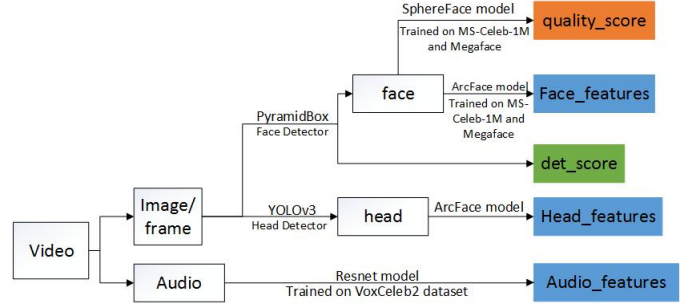 SphereFace model
Trained on MS-Celeb-1M
and Megaface
quality_score
face
ArcFace model
Trained on MS-
Celeb-1M and
Megaface
Face_features
PyramidBox
Face Detector
det_score
Image/
frame
YOLOv3
Head Detector
head
ArcFace model
Head_features
Video
Audio
Resnet model
Trained on VoxCeleb2 dataset
Audio_features